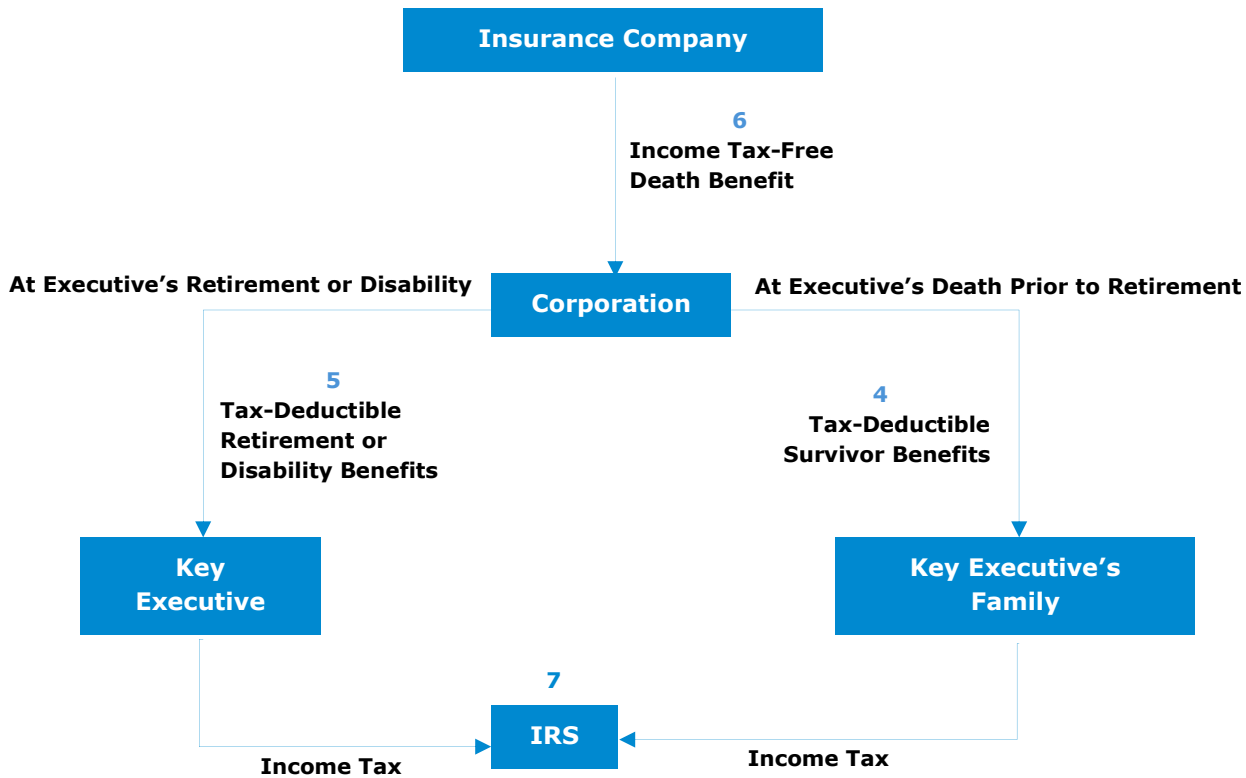 Insurance Company
6
Income Tax-Free
Death Benefit
At Executive’s Retirement or Disability
Corporation
At Executive’s Death Prior to Retirement
5
Tax-Deductible
Retirement or
Disability Benefits
4
Tax-Deductible
Survivor Benefits
Key
Executive
Key Executive’s
Family
7
IRS
Income Tax
Income Tax